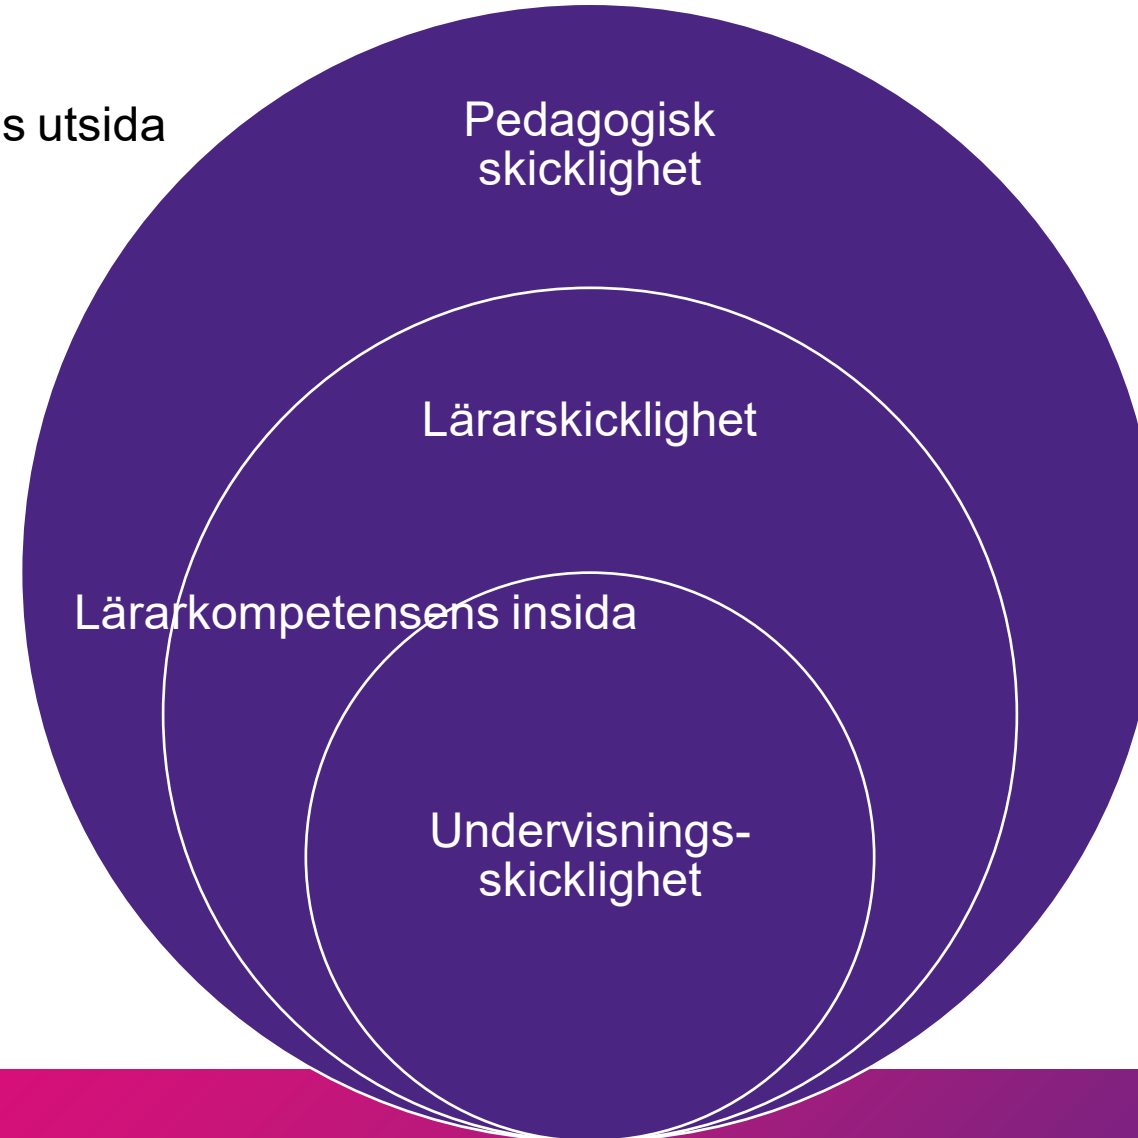 s utsida
Pedagogisk
skicklighet
Lärarskicklighet
Lärarkompetensens insida
Undervisnings-
skicklighet